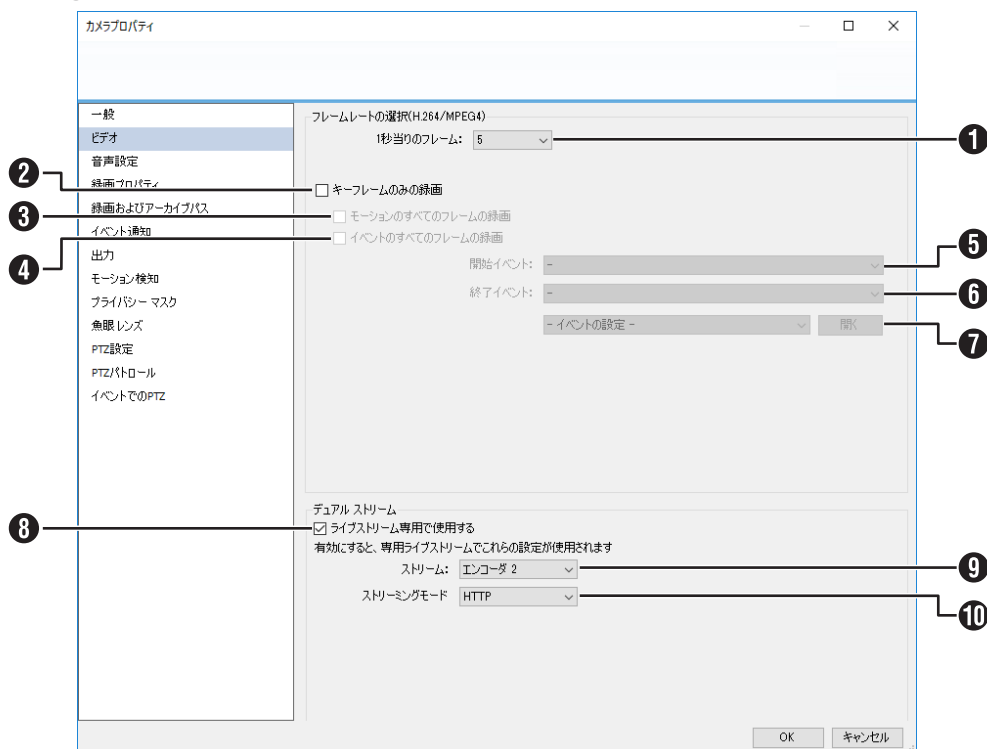 カメラプロパティ
一般
ビデオ
音声設定
録画プロパティ
録画およびアーカイブパス
イベント通知
出力
モーション検知
プライバシー マスク
魚眼レンズ
PTZ設定
PTZパトロール
イベントでのPTZ
フレームレートの選択(H.264/MPEG4)
1秒当りのフレーム: 5
❶
❷
キーフレームのみの録画
❸
モーションのすべてのフレームの録画
❹
イベントのすべてのフレームの録画
開始イベント: -
❺
終了イベント: -
❻
- イベントの設定 -
開く
❼
デュアル ストリーム
❽
ライブストリーム専用で使用する
有効にすると、専用ライブストリームでこれらの設定が使用されます
ストリーム: エンコーダ 2
❾
ストリーミングモード HTTP
❿
OK
キャンセル